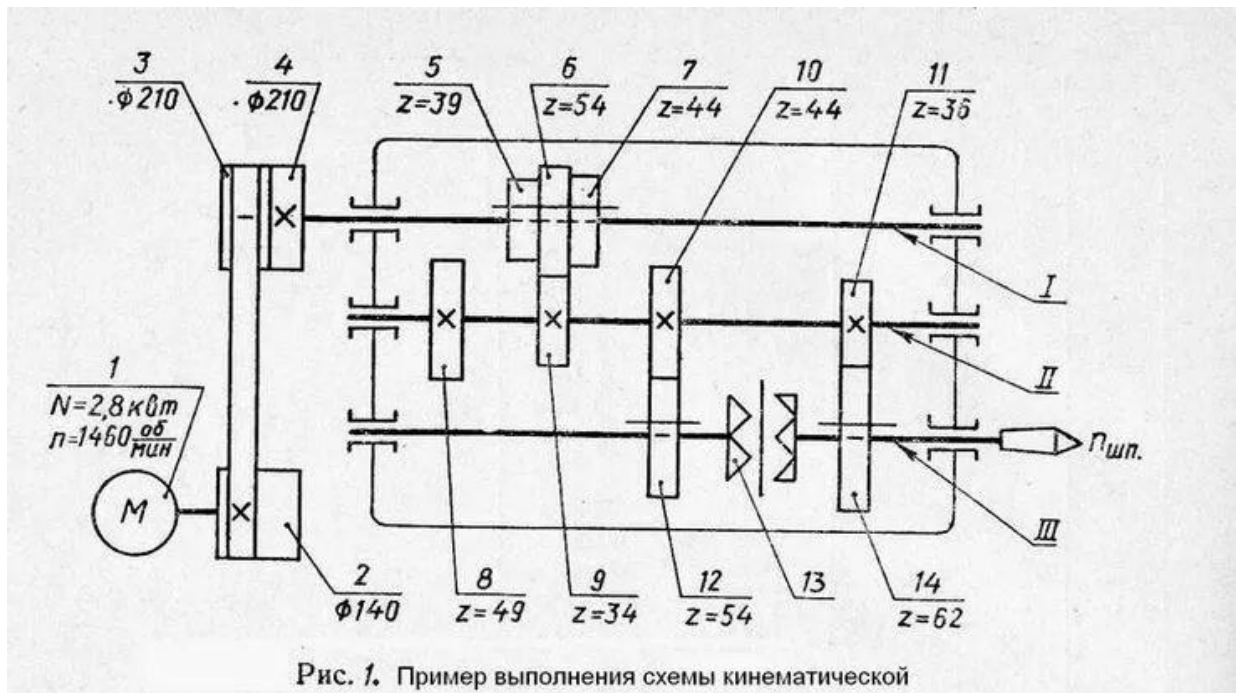 3
.ф210
4
.ф210
5
z=39
6
z=54
7
z=44
10
z=44
11
z=36
I
II
1
N=2,8 квт
n=1460 об/мин
M
nшп.
III
2
ф140
8
z=49
9
z=34
12
z=54
13
14
z=62
Рис. 1. Пример выполнения схемы кинематической